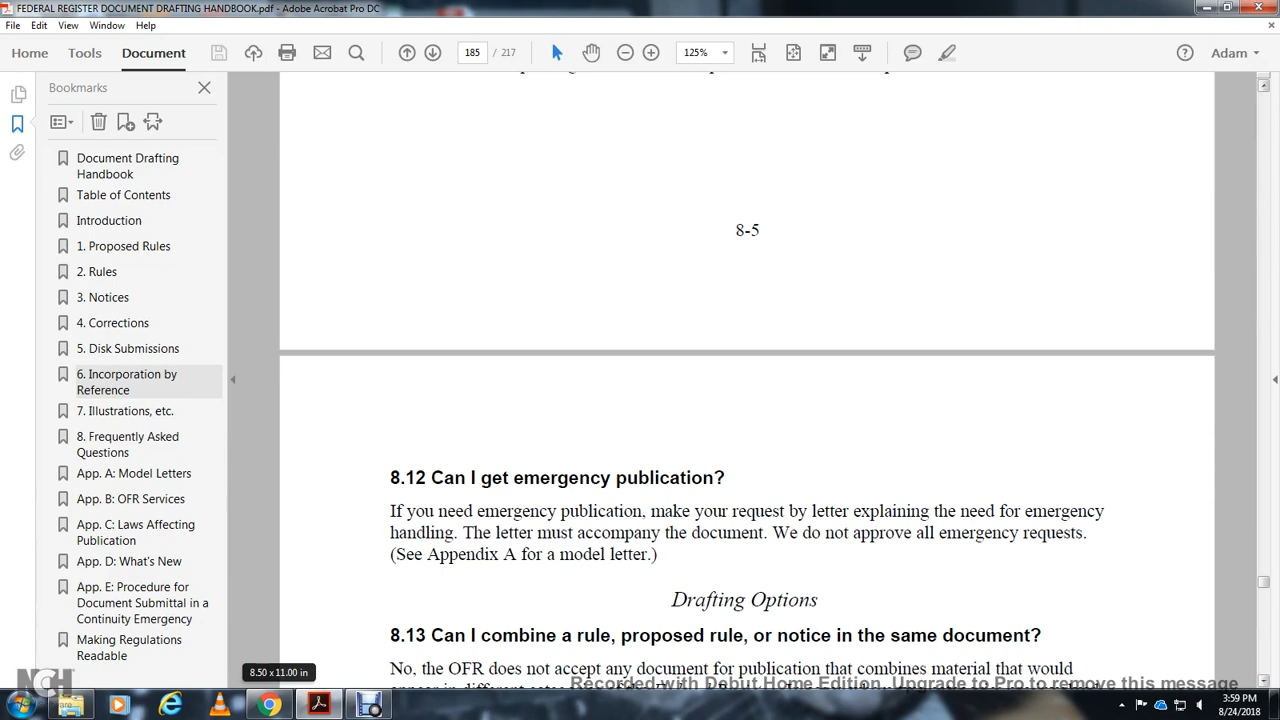 FEDERAL REGISTER DOCUMENT DRAFTING HANDBOOK.pdf - Adobe Acrobat Pro DC
File Edit View Window Help
Home Tools Document 185 / 217 125% Adam
Bookmarks
Document Drafting
Handbook
Table of Contents
Introduction
1. Proposed Rules
2. Rules
3. Notices
4. Corrections
5. Disk Submissions
6. Incorporation by
Reference
7. Illustrations, etc.
8. Frequently Asked
Questions
App. A: Model Letters
App. B: OFR Services
App. C: Laws Affecting
Publication
App. D: What's New
App. E: Procedure for
Document Submittal in a
Continuity Emergency
Making Regulations
Readable
8-5
8.12 Can I get emergency publication?
If you need emergency publication, make your request by letter explaining the need for emergency
handling. The letter must accompany the document. We do not approve all emergency requests.
(See Appendix A for a model letter.)
Drafting Options
8.13 Can I combine a rule, proposed rule, or notice in the same document?
No, the OFR does not accept any document for publication that combines material that would
8.50 x 11.00 in
Recorded with Debut Home Edition. Upgrade to Pro to remove this message
NCH
3:59 PM
8/24/2018